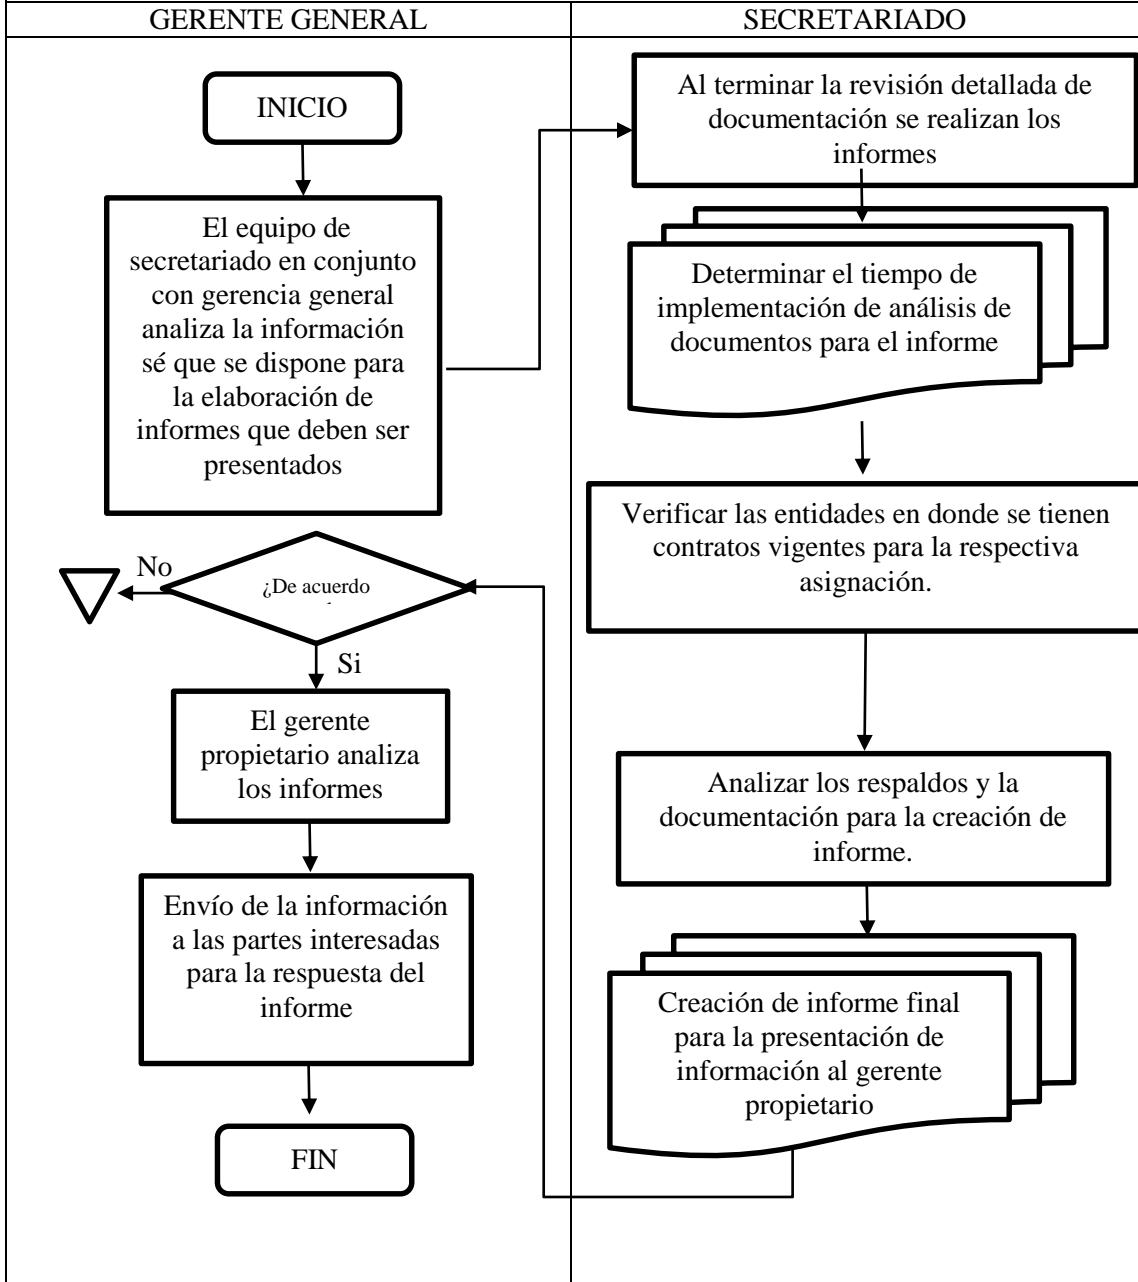 GERENTE GENERAL
SECRETARIADO
INICIO
El equipo de
secretariado en conjunto
con gerencia general
analiza la información
sé que se dispone para
la elaboración de
informes que deben ser
presentados
Al terminar la revisión detallada de
documentación se realizan los
informes
Determinar el tiempo de
implementación de análisis de
documentos para el informe
Verificar las entidades en donde se tienen
contratos vigentes para la respectiva
asignación.
Analizar los respaldos y la
documentación para la creación de
informe.
Creación de informe final
para la presentación de
información al gerente
propietario
¿De acuerdo
No
Si
El gerente
propietario analiza
los informes
Envío de la información
a las partes interesadas
para la respuesta del
informe
FIN